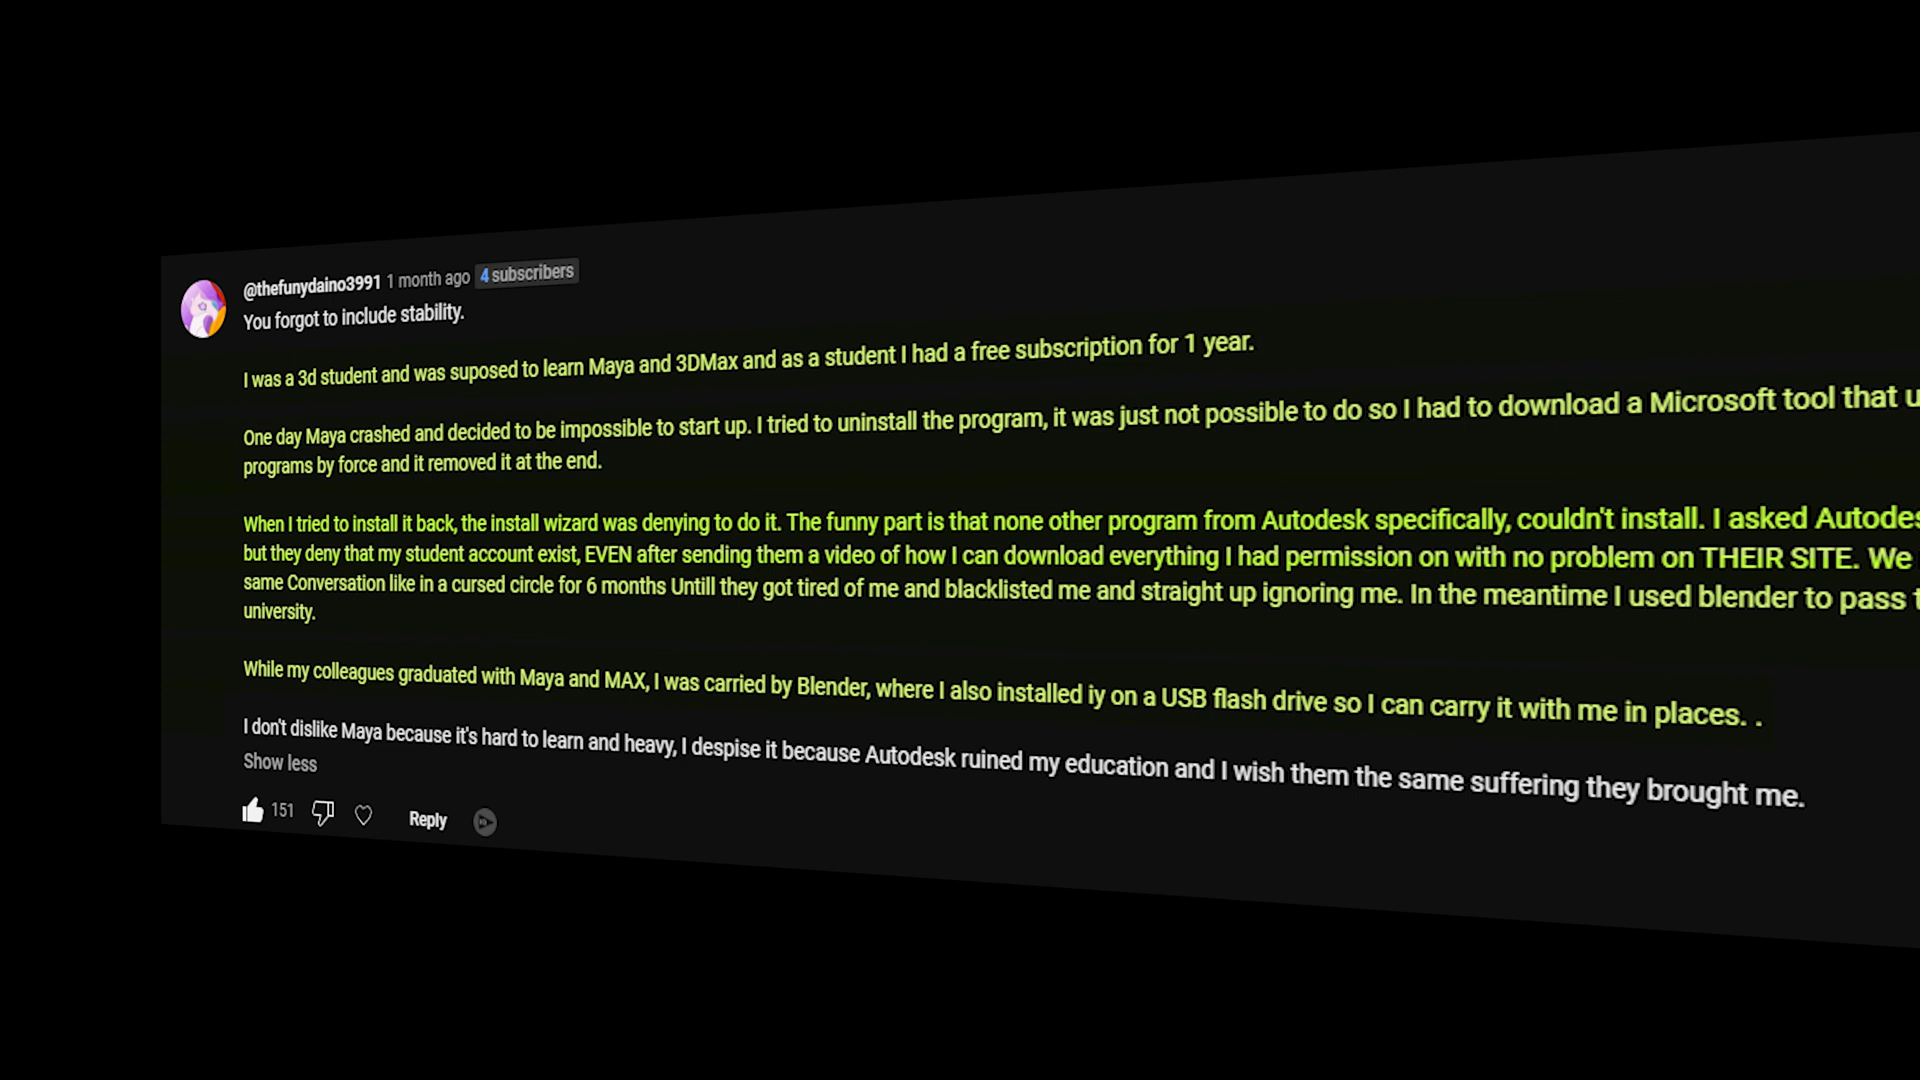 @thefunydaino3991 1 month ago 4 subscribers
You forgot to include stability.
I was a 3d student and was suposed to learn Maya and 3DMax and as a student I had a free subscription for 1 year.
One day Maya crashed and decided to be impossible to start up. I tried to uninstall the program, it was just not possible to do so I had to download a Microsoft tool that
programs by force and it removed it at the end.
When I tried to install it back, the install wizard was denying to do it. The funny part is that none other program from Autodesk specifically, couldn't install. I asked
but they deny that my student account exist, EVEN after sending them a video of how I can download everything I had permission on with no problem on THEIR SITE. We
same Conversation like in a cursed circle for 6 months Untill they got tired of me and blacklisted me and straight up ignoring me. In the meantime I used blender to pass
university.
While my colleagues graduated with Maya and MAX, I was carried by Blender, where I also installed iy on a USB flash drive so I can carry it with me in places. .
I don't dislike Maya because it's hard to learn and heavy, I despise it because Autodesk ruined my education and I wish them the same suffering they brought me.
Show less
151 Reply